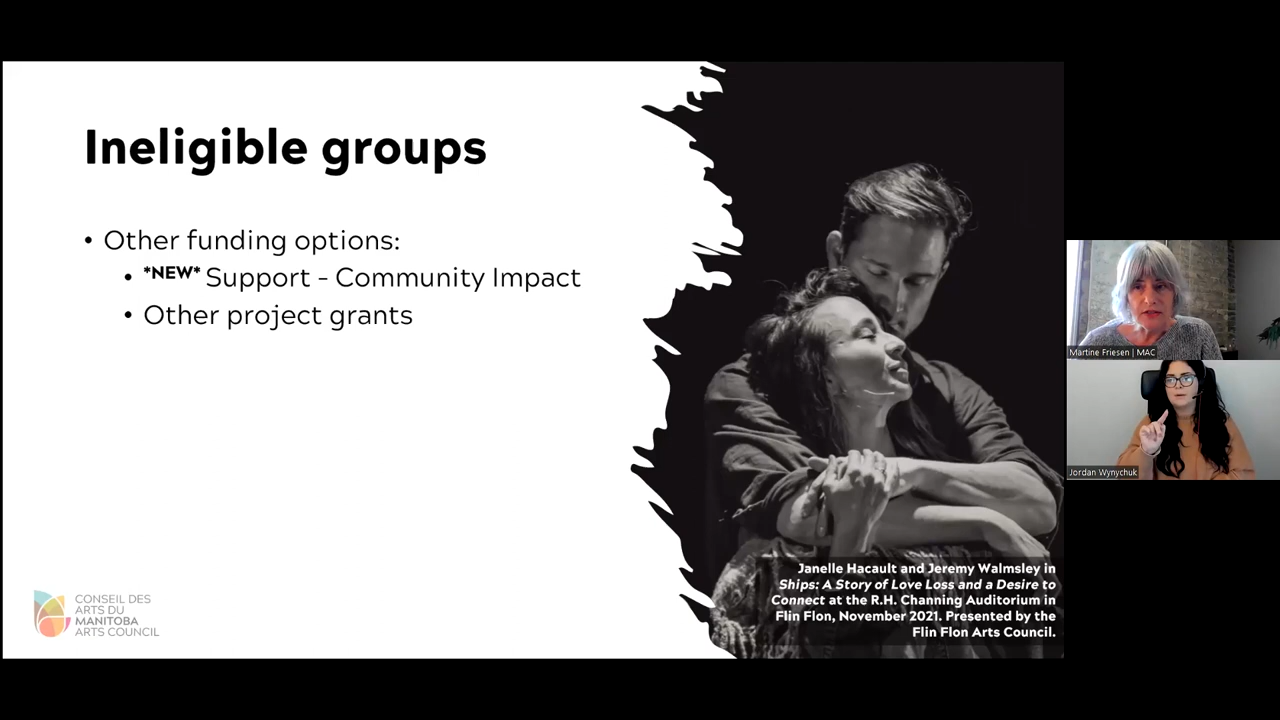 Ineligible groups
• Other funding options:
• *NEW* Support – Community Impact
• Other project grants
CONSEIL DES
ARTS DU
MANITOBA
ARTS COUNCIL
Janelle Hacault and Jeremy Walmsley in
Ships: A Story of Love Loss and a Desire to
Connect at the R.H. Channing Auditorium in
Flin Flon, November 2021. Presented by the
Flin Flon Arts Council.
Martine Friesen | MAC
Jordan Wynychuk